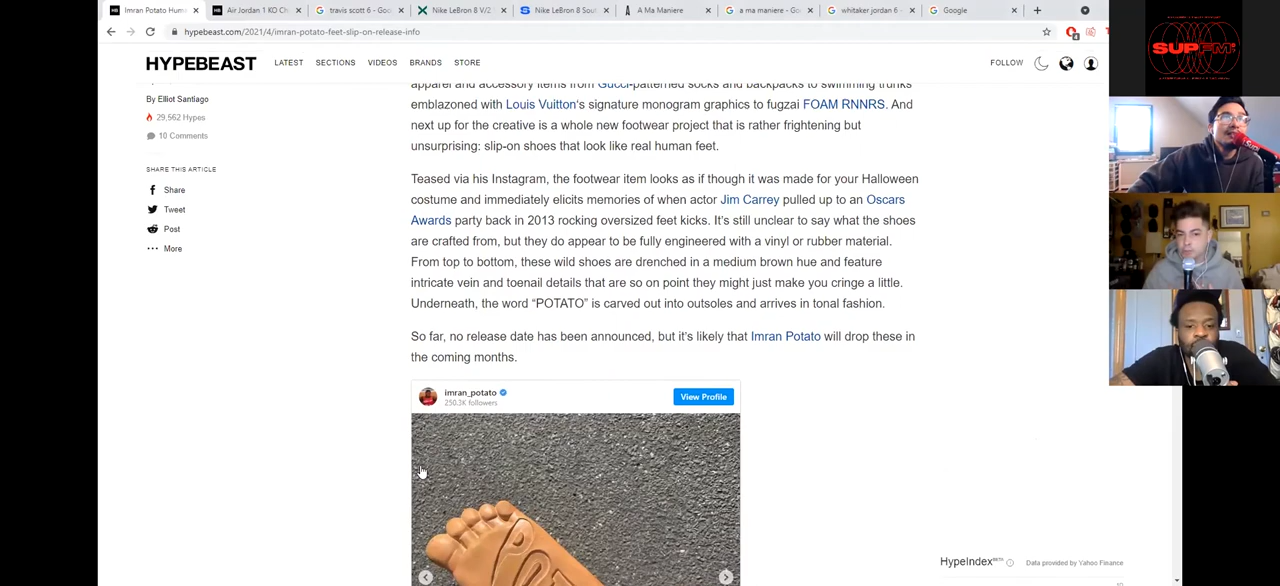 Imran Potato Hum
Air Jordan 1 KO Ch
travis scott 6 - Goo
Nike LeBron 8 V/2
Nike LeBron 8 Sou
A Ma Maniere
a ma maniere - Go
whitaker jordan 6 -
Google
hypebeast.com/2021/4/imran-potato-feet-slip-on-release-info
HYPEBEAST
LATEST
SECTIONS
VIDEOS
BRANDS
STORE
FOLLOW
By Elliot Santiago
29,562 Hypes
10 Comments
SHARE THIS ARTICLE
Share
Tweet
Post
More
apparel and accessory items from Gucci-patterned socks and backpacks to swimming trunks
emblazoned with Louis Vuitton's signature monogram graphics to fugzai FOAM RNNRS. And
next up for the creative is a whole new footwear project that is rather frightening but
unsurprising: slip-on shoes that look like real human feet.
Teased via his Instagram, the footwear item looks as if though it was made for your Halloween
costume and immediately elicits memories of when actor Jim Carrey pulled up to an Oscars
Awards party back in 2013 rocking oversized feet kicks. It's still unclear to say what the shoes
are crafted from, but they do appear to be fully engineered with a vinyl or rubber material.
From top to bottom, these wild shoes are drenched in a medium brown hue and feature
intricate vein and toenail details that are so on point they might just make you cringe a little.
Underneath, the word “POTATO” is carved out into outsoles and arrives in tonal fashion.
So far, no release date has been announced, but it's likely that Imran Potato will drop these in
the coming months.
imran_potato
250.3K followers
View Profile
HypeIndex BETA
Data provided by Yahoo Finance
SUPFM